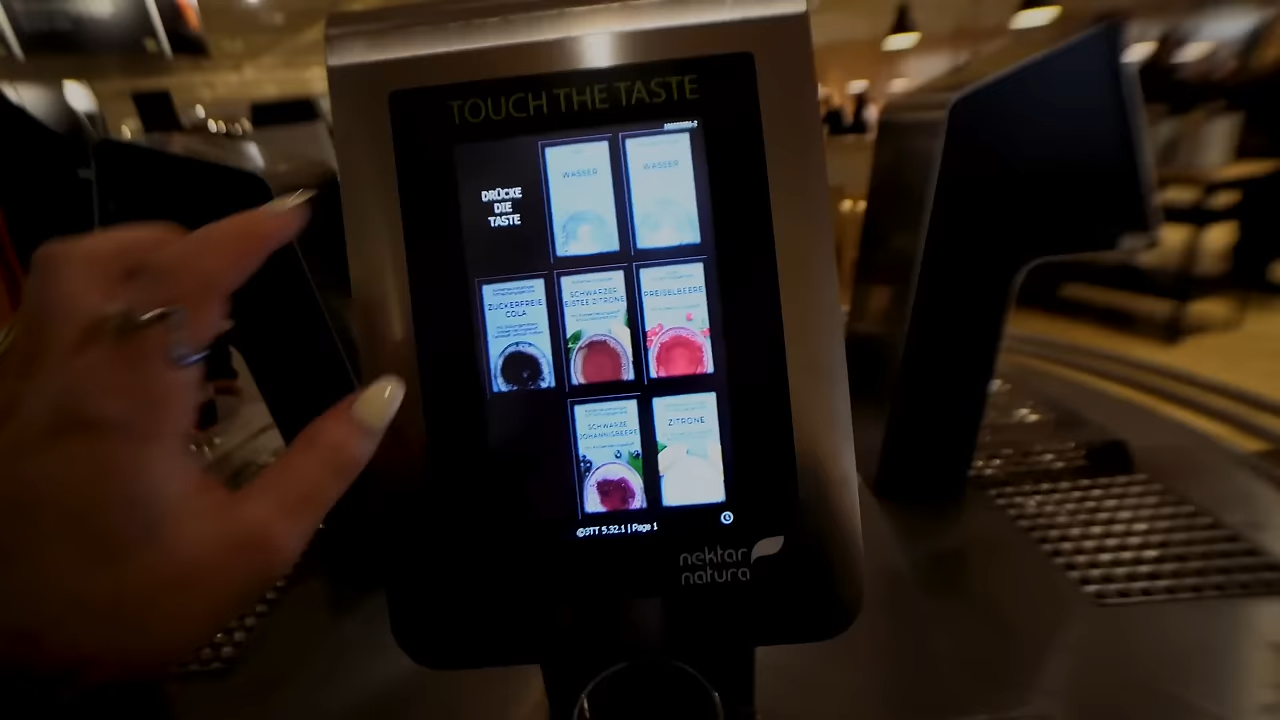 TOUCH THE TASTE
DRÜCKE
DIE
TASTE
WASSER
WASSER
ZUCKERFREIE
COLA
SCHWARZER
EISTEE ZITRONE
PREISELBEERE
SCHWARZE
JOHANNISBEERE
ZITRONE
©3TT 5.32.1 | Page 1
nektar
natura